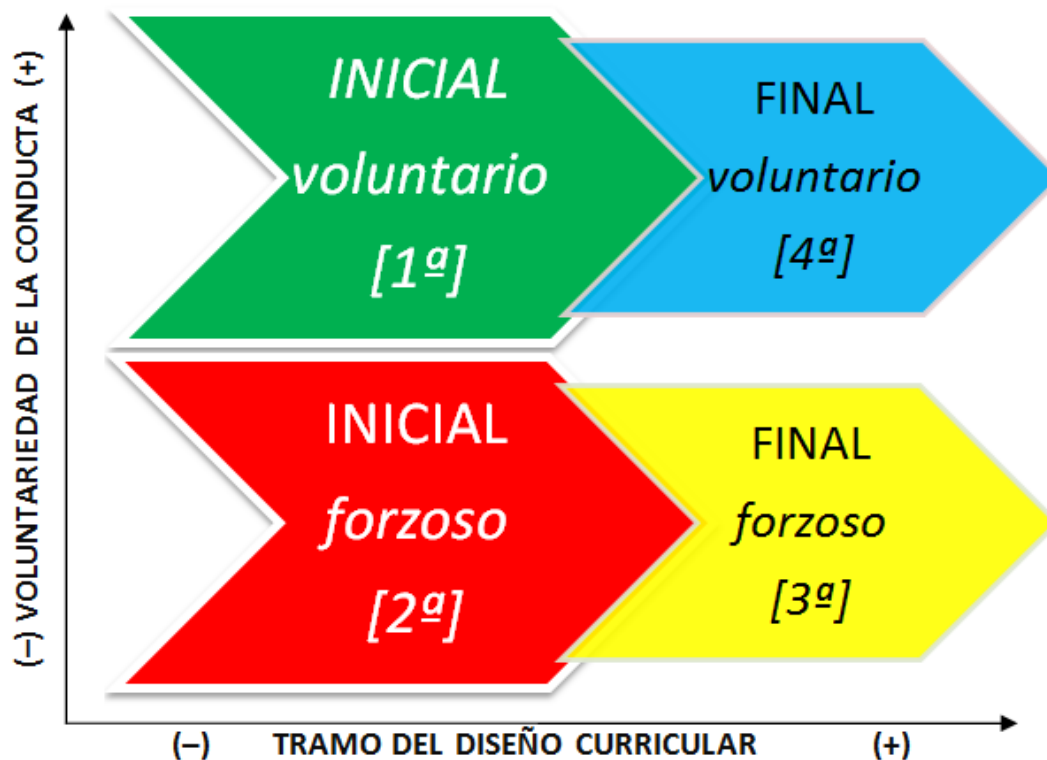 (–) VOLUNTARIEDAD DE LA CONDUCTA (+)
INICIAL
voluntario
[1ª]
FINAL
voluntario
[4ª]
INICIAL
forzoso
[2ª]
FINAL
forzoso
[3ª]
(–) TRAMO DEL DISEÑO CURRICULAR (+)